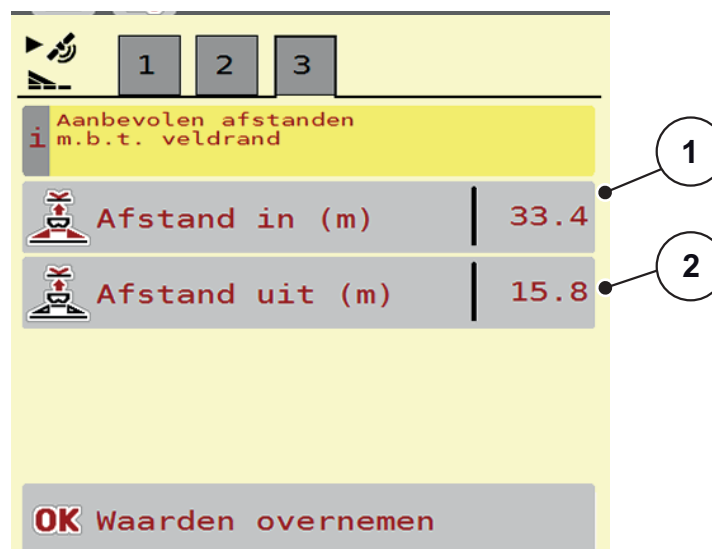 1 2 3
i Aanbevolen afstanden
m.b.t. veldrand
Afstand in (m) 33.4
1
Afstand uit (m) 15.8
2
OK Waarden overnemen